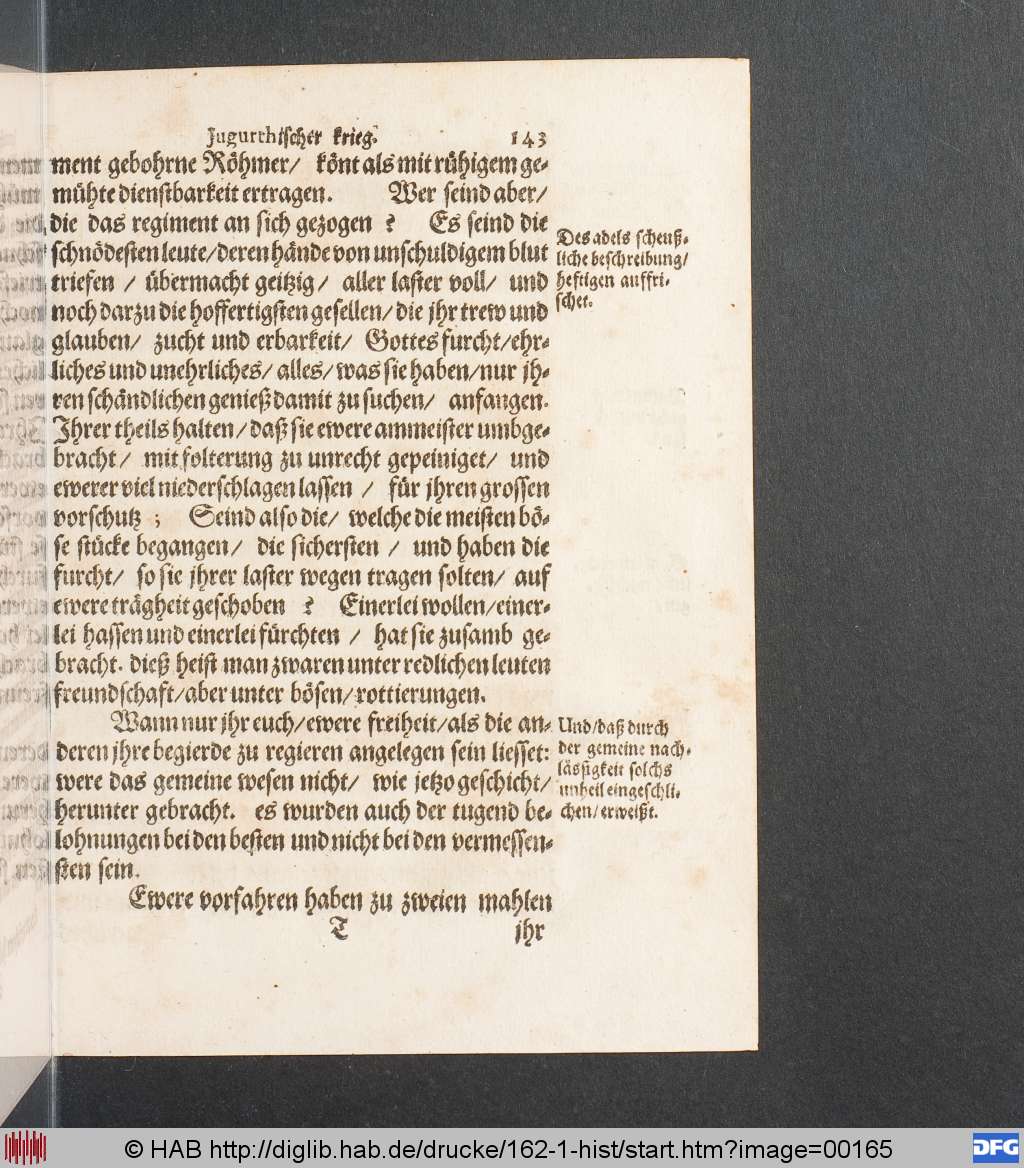 Jugurthischer krieg. 143
ment gebohrne Röhmer/ könt als mit rühigem ge-
mühte dienstbarkeit ertragen. Wer seind aber/
die das regiment an sich gezogen? Es seind die
schnödesten leute/deren hände von unschuldigem blut
triefen / übermacht geitzig/ aller laster voll/ und
noch darzu die hoffertigsten gesellen/die jhr trew und
glauben/ zucht und erbarkeit/ Gottes furcht/ehr-
liches und unehrliches/alles/was sie haben/nur jh-
ren schändlichen genieß damit zu suchen/ anfangen.
Jhrer theils halten/daß sie ewere ammeister umbge-
bracht/ mit folterung zu unrecht gepeiniget/ und
ewerer viel niederschlagen lassen / für jhren grossen
vorschutz; Seind also die/ welche die meisten bö-
se stücke begangen/ die sichersten / und haben die
furcht/ so sie jhrer laster wegen tragen solten/ auf
ewere trägheit geschoben? Einerlei wollen/einer-
lei hassen und einerlei fürchten / hat sie zusamb ge-
bracht. dieß heist man zwaren unter redlichen leuten
freundschaft/aber unter bösen/rottierungen.
Des adels scheuß-
liche beschreibung/
heftigen auffri-
schet.
Wann nur jhr euch/ewere freiheit/als die an-
deren jhre begierde zu regieren angelegen sein liesset:
were das gemeine wesen nicht/ wie jetzo geschicht/
herunter gebracht. es wurden auch der tugend be-
lohnungen bei den besten und nicht bei den vermessen-
sten sein.
Und/daß durch
der gemeine nach-
lässigkeit solchs
unheil eingeschli-
chen/erweißt.
Ewere vorfahren haben zu zweien mahlen
T jhr
© HAB http://diglib.hab.de/drucke/162-1-hist/start.htm?image=00165
DFG